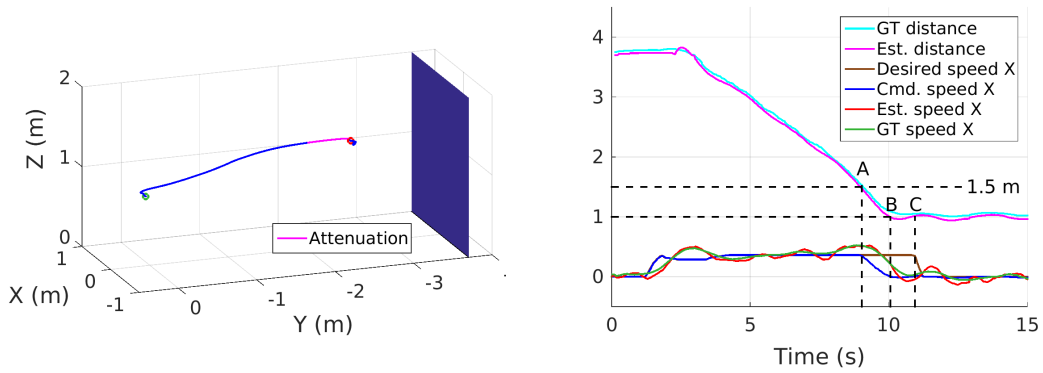 2
1
0
Z (m)
1
0
-1
X (m)
0
-1
-2
-3
Y (m)
Attenuation
4
3
2
1
0
GT distance
Est. distance
Desired speed X
Cmd. speed X
Est. speed X
GT speed X
A
1.5 m
B C
0 5 10 15
Time (s)